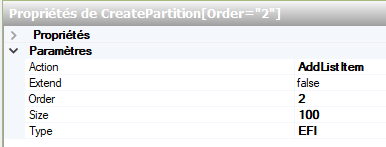 Propriétés de CreatePartition[Order="2"]
Propriétés
Paramètres
Action AddListItem
Extend false
Order 2
Size 100
Type EFI